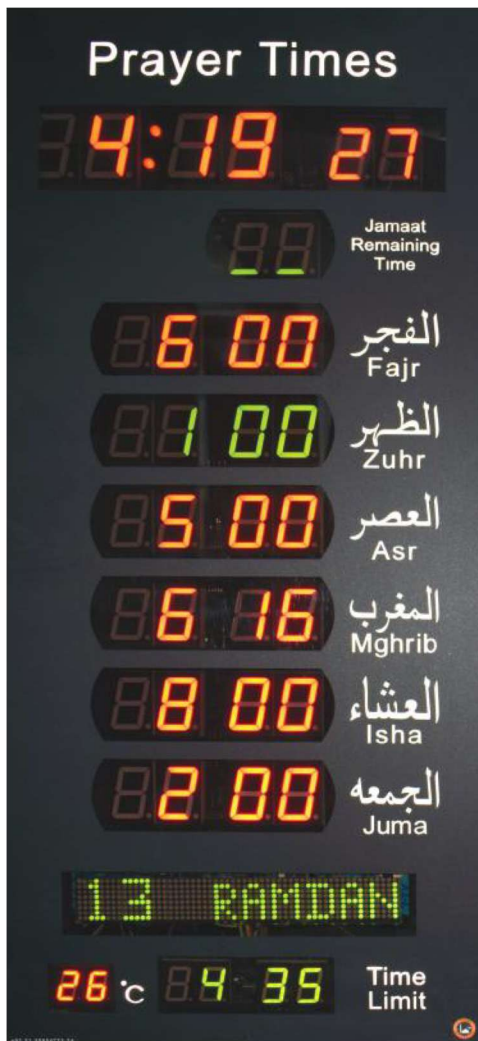 Prayer Times
4:19 27
Jamaat
Remaining
Time
6 00 الفجر
Fajr
1 00 الظهر
Zuhr
5 00 العصر
Asr
6 16 المغرب
Mghrib
8 00 العشاء
Isha
2 00 الجمعه
Juma
13 RAMDAN
26 °C 4 35 Time
Limit